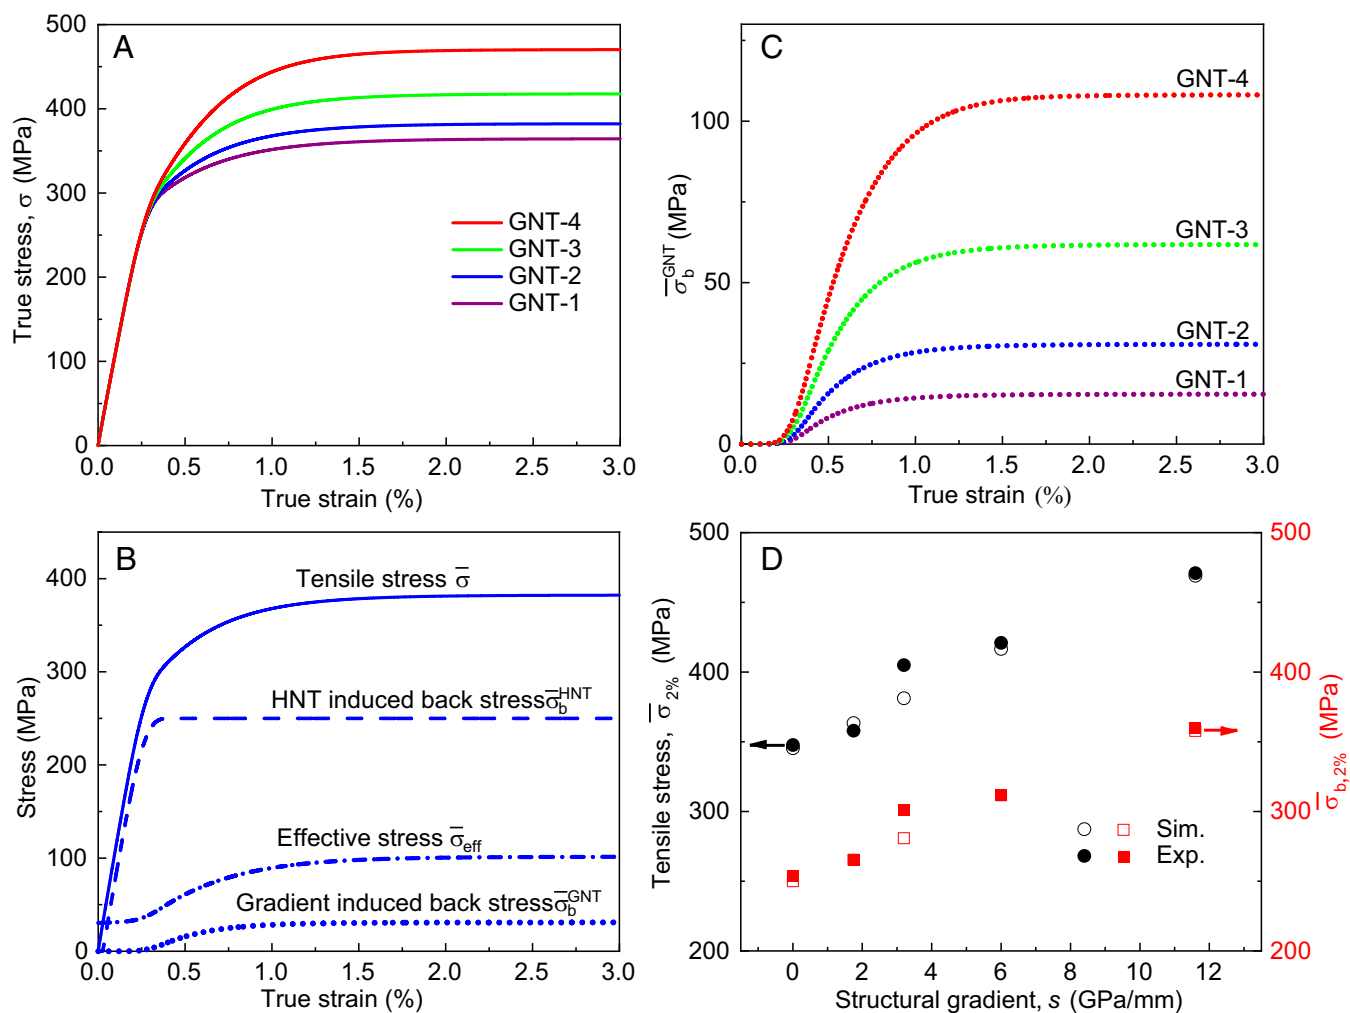 A
True stress, σ (MPa)
500
400
300
200
100
0
GNT-4
GNT-3
GNT-2
GNT-1
0.0 0.5 1.0 1.5 2.0 2.5 3.0
True strain (%)
C
σ̅_b^GNT (MPa)
100
50
0
GNT-4
GNT-3
GNT-2
GNT-1
0.0 0.5 1.0 1.5 2.0 2.5 3.0
True strain (%)
B
Stress (MPa)
400
300
200
100
0
Tensile stress σ̅
HNT induced back stress σ̅_b^HNT
Effective stress σ̅_eff
Gradient induced back stress σ̅_b^GNT
0.0 0.5 1.0 1.5 2.0 2.5 3.0
True strain (%)
D
Tensile stress, σ̅_2% (MPa)
500
400
300
200
500
400
300
200
σ̅_b,2% (MPa)
Sim.
Exp.
0 2 4 6 8 10 12
Structural gradient, s (GPa/mm)